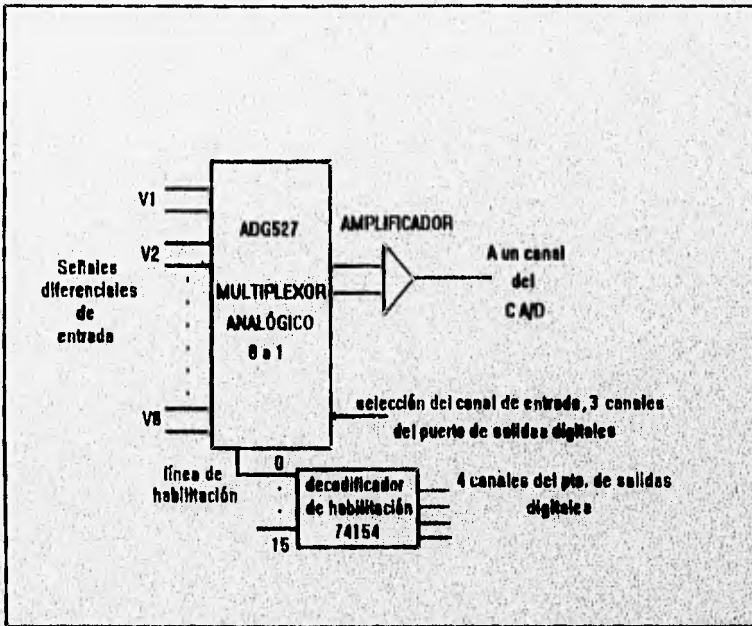 V1
V2
Señales
diferenciales
de
entrada
V8
ADG527
MULTIPLEXOR
ANALÓGICO
8 a 1
AMPLIFICADOR
A un canal
del
C A/D
selección del canal de entrada, 3 canales
del puerto de salidas digitales
línea de
habilitación
0
15
decodificador
de habilitación
74154
4 canales del pto. de salidas
digitales